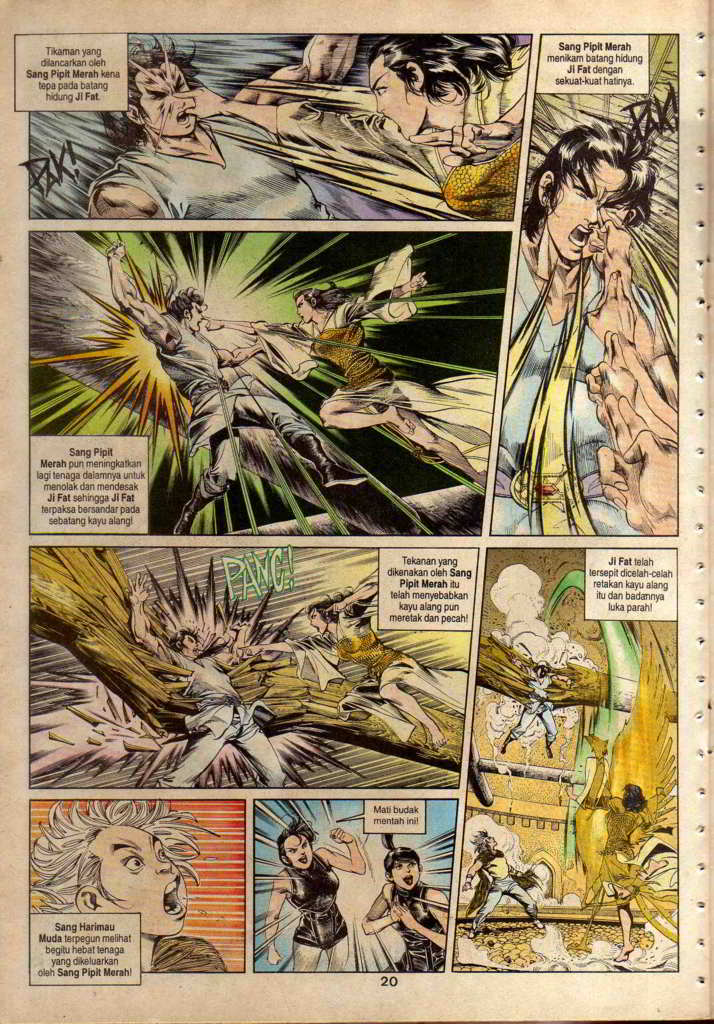 Tikaman yang
dilancarkan oleh
Sang Pipit Merah kena
tepa pada batang
hidung Ji Fat.
PAK!
Sang Pipit Merah
menikam batang hidung
Ji Fat dengan
sekuat-kuat hatinya.
PAK!
Sang Pipit
Merah pun meningkatkan
lagi tenaga dalamnya untuk
menolak dan mendesak
Ji Fat sehingga Ji Fat
terpaksa bersandar pada
sebatang kayu alang!
PANG!
Tekanan yang
dikenakan oleh Sang
Pipit Merah itu
telah menyebabkan
kayu alang pun
meretak dan pecah!
Ji Fat telah
tersepit dicelah-celah
retakan kayu alang
itu dan badannya
luka parah!
Sang Harimau
Muda terpegun melihat
begitu hebat tenaga
yang dikeluarkan
oleh Sang Pipit Merah!
Mati budak
mentah ini!
20